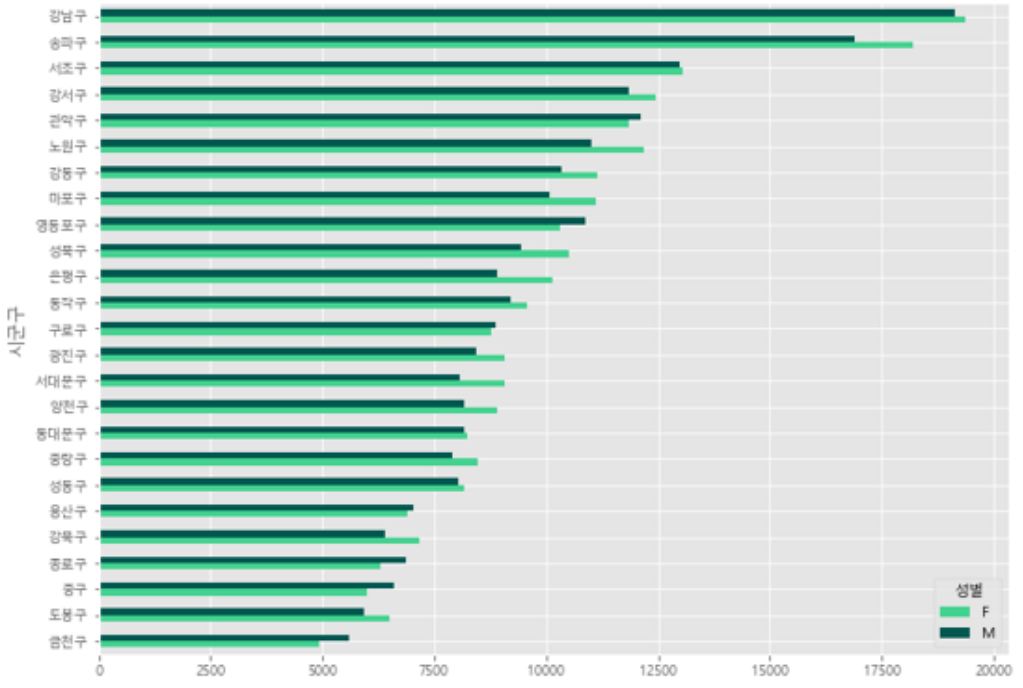 강남구
송파구
서초구
강서구
관악구
노원구
강동구
마포구
영등포구
성북구
은평구
동작구
구로구
광진구
서대문구
양천구
동대문구
중랑구
성동구
용산구
강북구
종로구
중구
도봉구
금천구
시군구
성별
F
M
0 2500 5000 7500 10000 12500 15000 17500 20000